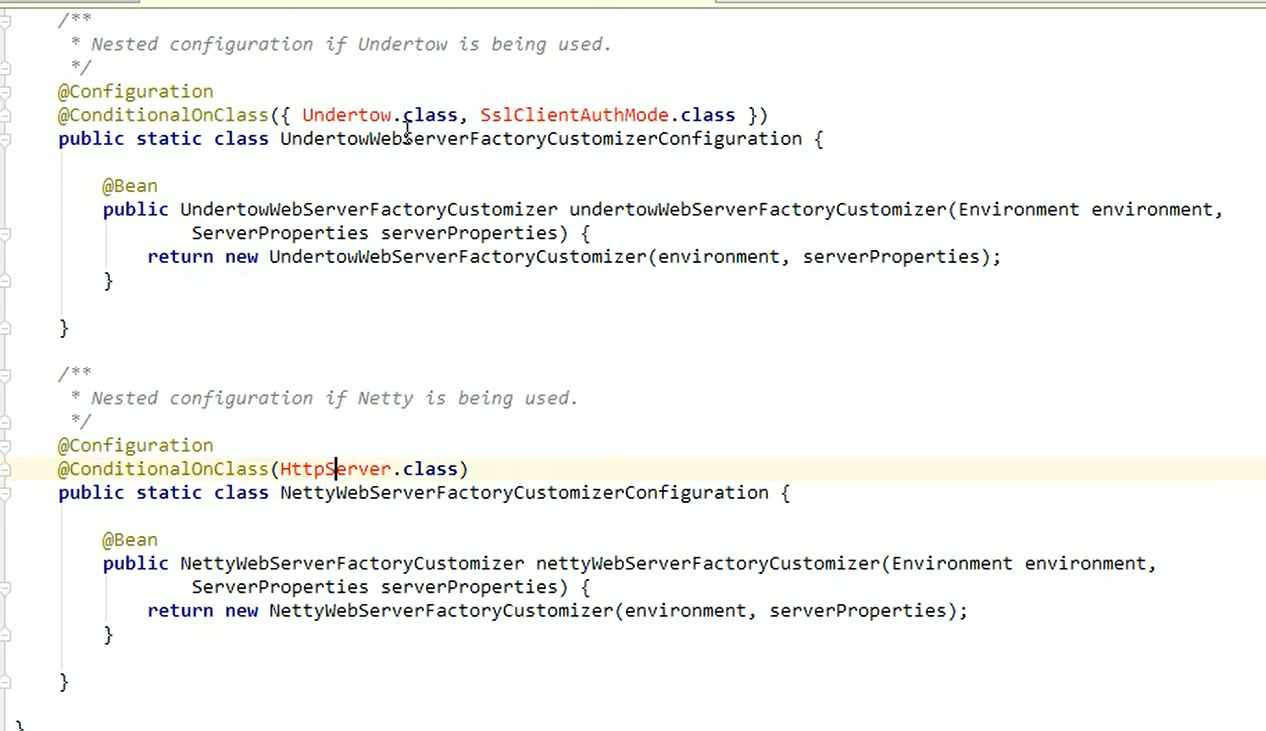 /**
 * Nested configuration if Undertow is being used.
 */
@Configuration
@ConditionalOnClass({ Undertow.class, SslClientAuthMode.class })
public static class UndertowWebServerFactoryCustomizerConfiguration {
@Bean
public UndertowWebServerFactoryCustomizer undertowWebServerFactoryCustomizer(Environment environment,
ServerProperties serverProperties) {
return new UndertowWebServerFactoryCustomizer(environment, serverProperties);
}
}
/**
 * Nested configuration if Netty is being used.
 */
@Configuration
@ConditionalOnClass(HttpServer.class)
public static class NettyWebServerFactoryCustomizerConfiguration {
@Bean
public NettyWebServerFactoryCustomizer nettyWebServerFactoryCustomizer(Environment environment,
ServerProperties serverProperties) {
return new NettyWebServerFactoryCustomizer(environment, serverProperties);
}
}
}